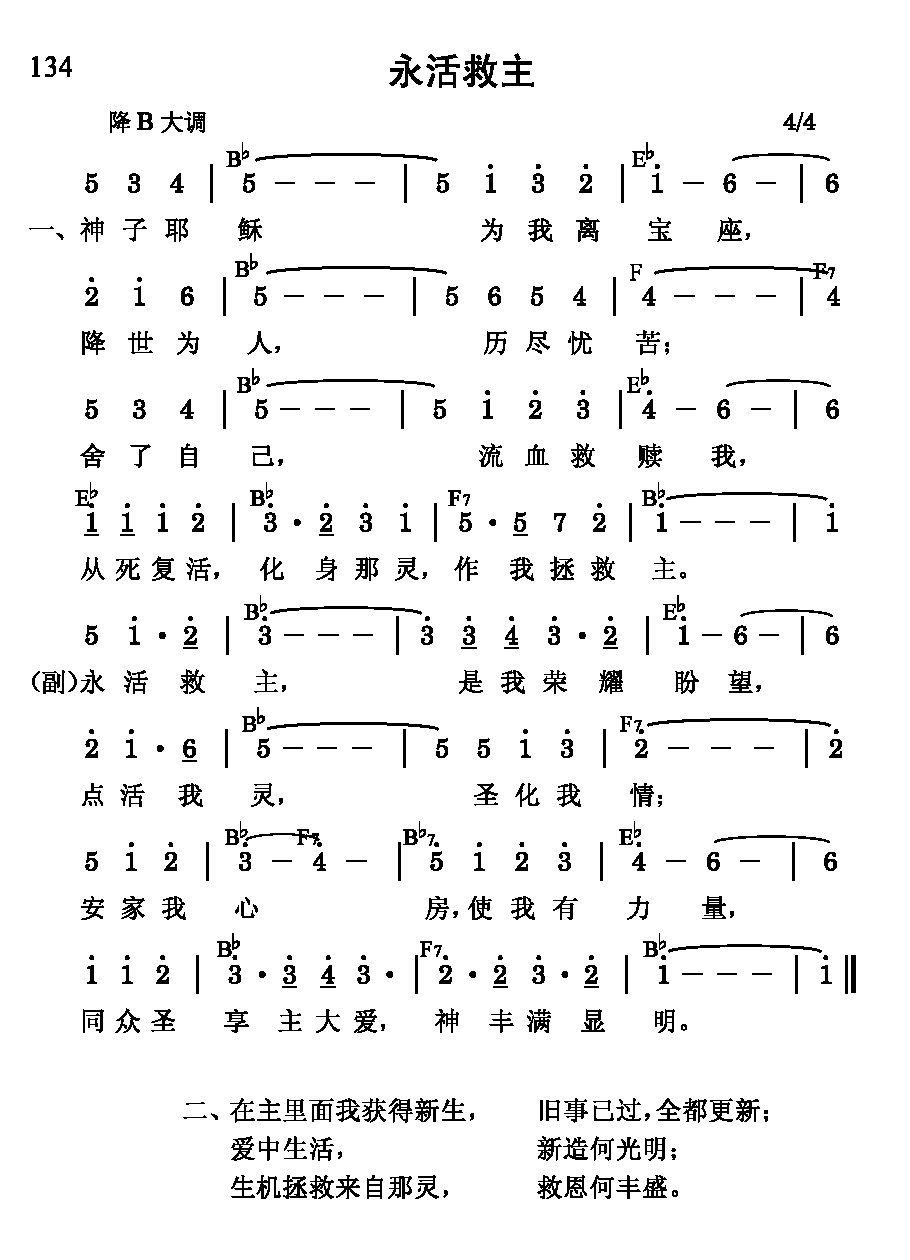 134
永活救主
降B大调 4/4
B♭ E♭
5 3 4 | 5 － － － | 5 1̇ 3̇ 2̇ | 1̇ － 6 － | 6
一、神 子 耶 稣 为 我 离 宝 座，
B♭ F F7
2̇ 1̇ 6 | 5 － － － | 5 6 5 4 | 4 － － － | 4
降 世 为 人， 历 尽 忧 苦；
B♭ E♭
5 3 4 | 5 － － － | 5 1̇ 2̇ 3̇ | 4̇ － 6 － | 6
舍 了 自 己， 流 血 救 赎 我，
E♭ B♭ F7 B♭
1̲̇ 1̲̇ 1̇ 2̇ | 3̇ · 2̲̇ 3̇ 1̇ | 5 · 5̲ 7 2̇ | 1̇ － － － | 1̇
从 死 复 活， 化 身 那 灵， 作 我 拯 救 主。
B♭ E♭
5 1̇ · 2̲̇ | 3̇ － － － | 3̇ 3̲̇ 4̲̇ 3̇ · 2̲̇ | 1̇ － 6 － | 6
（副）永 活 救 主， 是 我 荣 耀 盼 望，
B♭ F7
2̇ 1̇ · 6̲ | 5 － － － | 5 5 1̇ 3̇ | 2̇ － － － | 2̇
点 活 我 灵， 圣 化 我 情；
B♭ F7 B♭7 E♭
5 1̇ 2̇ | 3̇ － 4̇ － | 5̇ 1̇ 2̇ 3̇ | 4̇ － 6 － | 6
安 家 我 心 房，使 我 有 力 量，
B♭ F7 B♭
1̇ 1̇ 2̇ | 3̇ · 3̲̇ 4̲̇ 3̇ · | 2̇ · 2̲̇ 3̇ · 2̲̇ | 1̇ － － － | 1̇ ‖
同 众 圣 享 主 大 爱， 神 丰 满 显 明。
二、在主里面我获得新生， 旧事已过，全都更新；
爱中生活， 新造何光明；
生机拯救来自那灵， 救恩何丰盛。